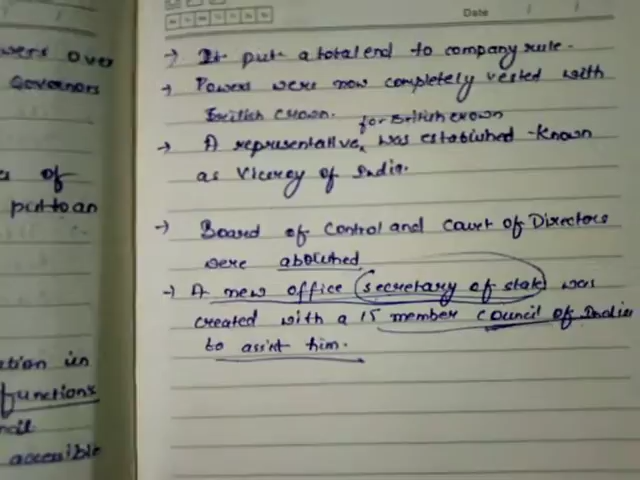 wers over
Governors
s of
put to an
ation in
functions
ncil
accessible
Date
→ It put a total end to company rule.
→ Powers were now completely vested with
British crown.
for British crown
→ A representative, was established - Known
as Viceroy of India.
→ Board of Control and Court of Directors
were abolished
→ A new office (secretary of state) was
created with a 15 member council of India
to assist him.